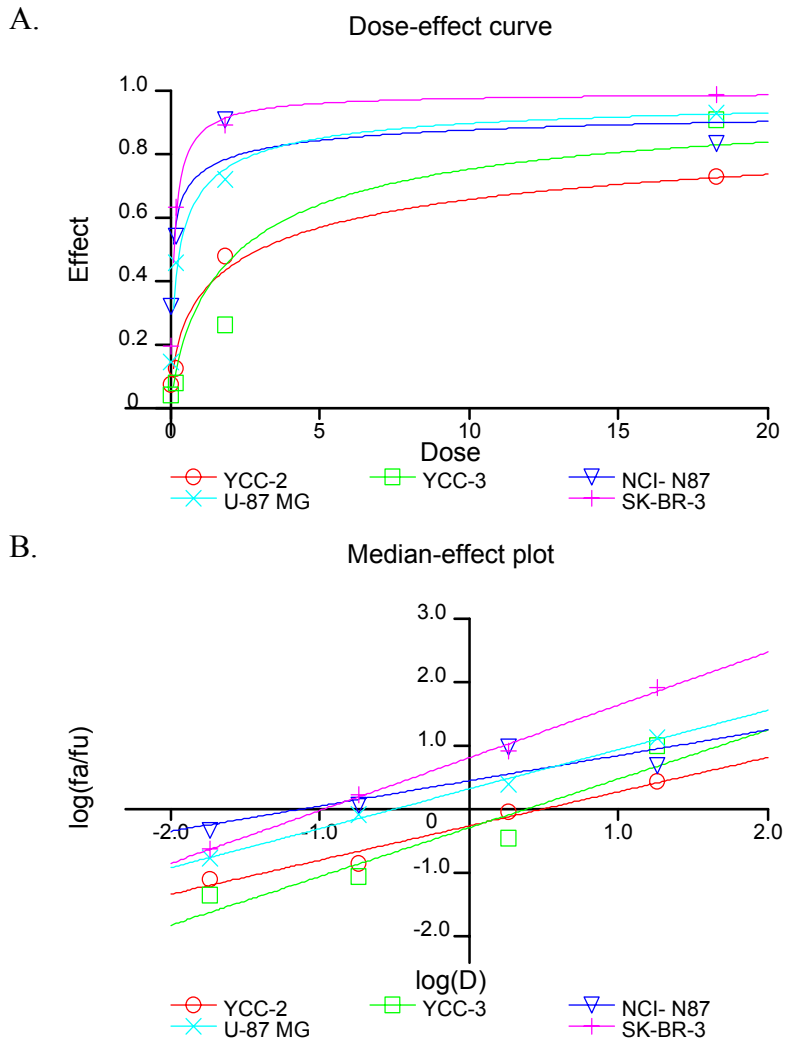 A.
Dose-effect curve
1.0
0.8
0.6
0.4
0.2
0
Effect
0 5 10 15 20
Dose
YCC-2 YCC-3 NCI- N87
U-87 MG SK-BR-3
B.
Median-effect plot
3.0
2.0
1.0
log(fa/fu)
-2.0 -1.0 0 1.0 2.0
-1.0
-2.0
log(D)
YCC-2 YCC-3 NCI- N87
U-87 MG SK-BR-3